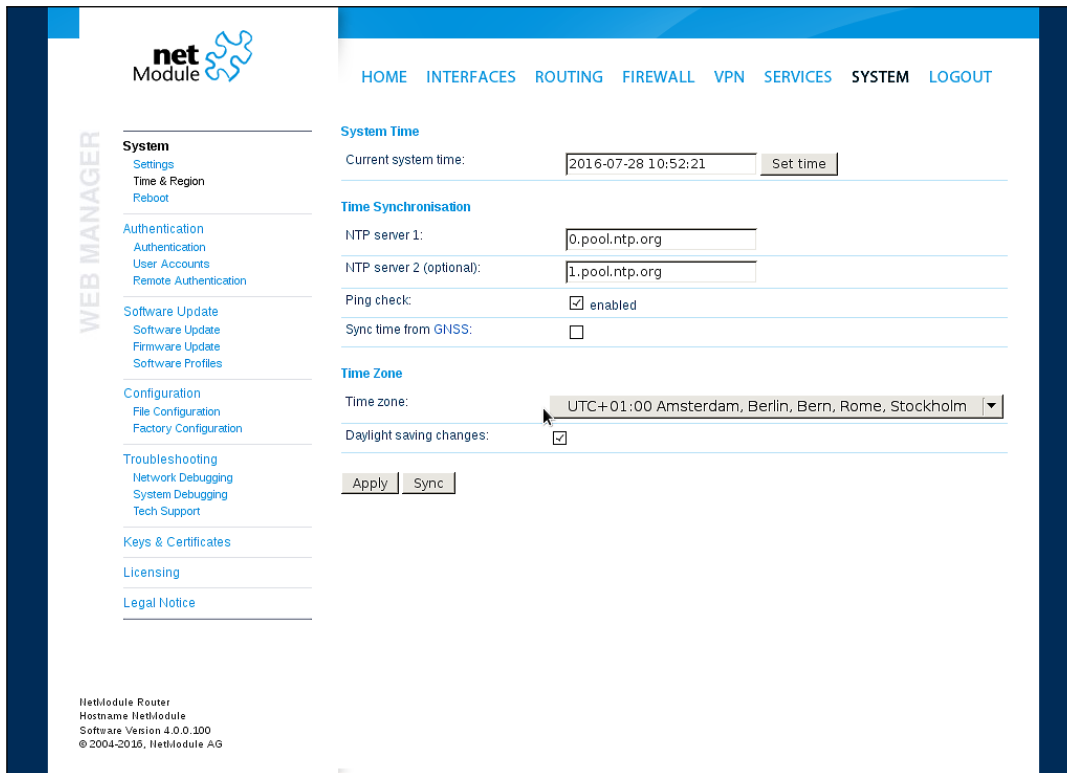 net
Module
HOME INTERFACES ROUTING FIREWALL VPN SERVICES SYSTEM LOGOUT
WEB MANAGER
System
Settings
Time & Region
Reboot
Authentication
Authentication
User Accounts
Remote Authentication
Software Update
Software Update
Firmware Update
Software Profiles
Configuration
File Configuration
Factory Configuration
Troubleshooting
Network Debugging
System Debugging
Tech Support
Keys & Certificates
Licensing
Legal Notice
System Time
Current system time: 2016-07-28 10:52:21 Set time
Time Synchronisation
NTP server 1: 0.pool.ntp.org
NTP server 2 (optional): 1.pool.ntp.org
Ping check: enabled
Sync time from GNSS:
Time Zone
Time zone: UTC+01:00 Amsterdam, Berlin, Bern, Rome, Stockholm
Daylight saving changes:
Apply Sync
NetModule Router
Hostname NetModule
Software Version 4.0.0.100
© 2004-2016, NetModule AG